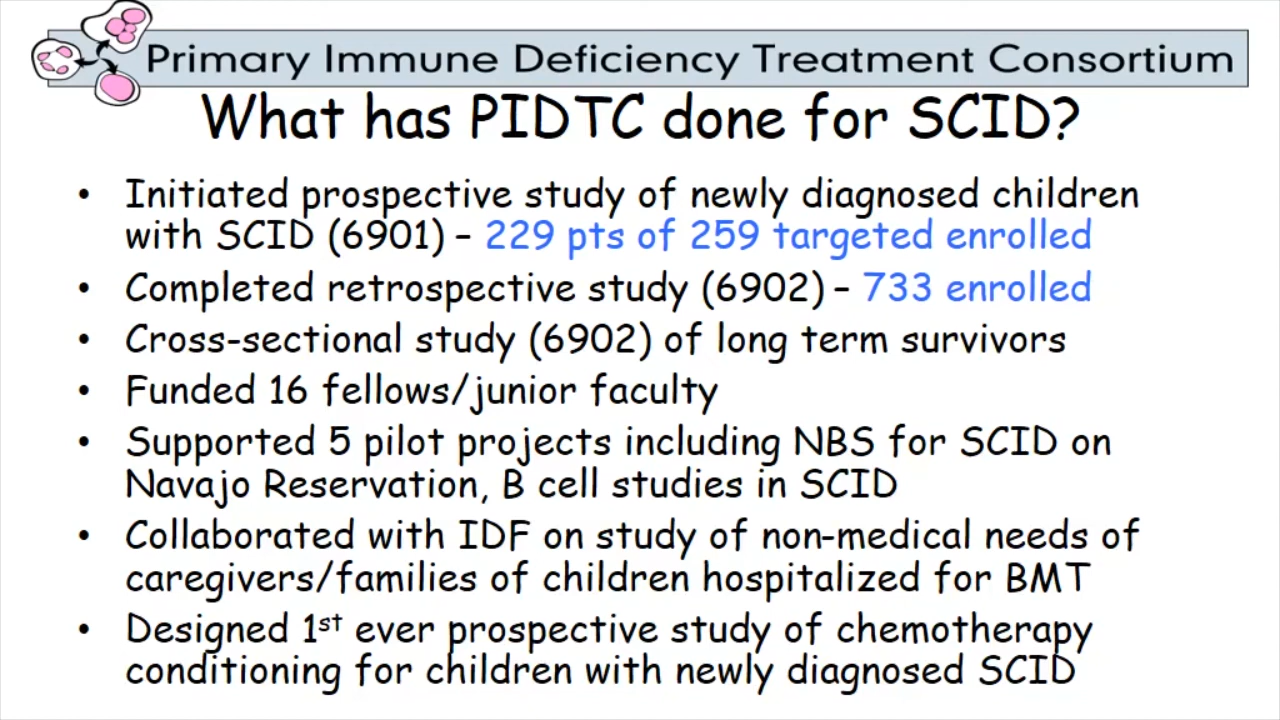 Primary Immune Deficiency Treatment Consortium
What has PIDTC done for SCID?
• Initiated prospective study of newly diagnosed children
with SCID (6901) – 229 pts of 259 targeted enrolled
• Completed retrospective study (6902) – 733 enrolled
• Cross-sectional study (6902) of long term survivors
• Funded 16 fellows/junior faculty
• Supported 5 pilot projects including NBS for SCID on
Navajo Reservation, B cell studies in SCID
• Collaborated with IDF on study of non-medical needs of
caregivers/families of children hospitalized for BMT
• Designed 1st ever prospective study of chemotherapy
conditioning for children with newly diagnosed SCID